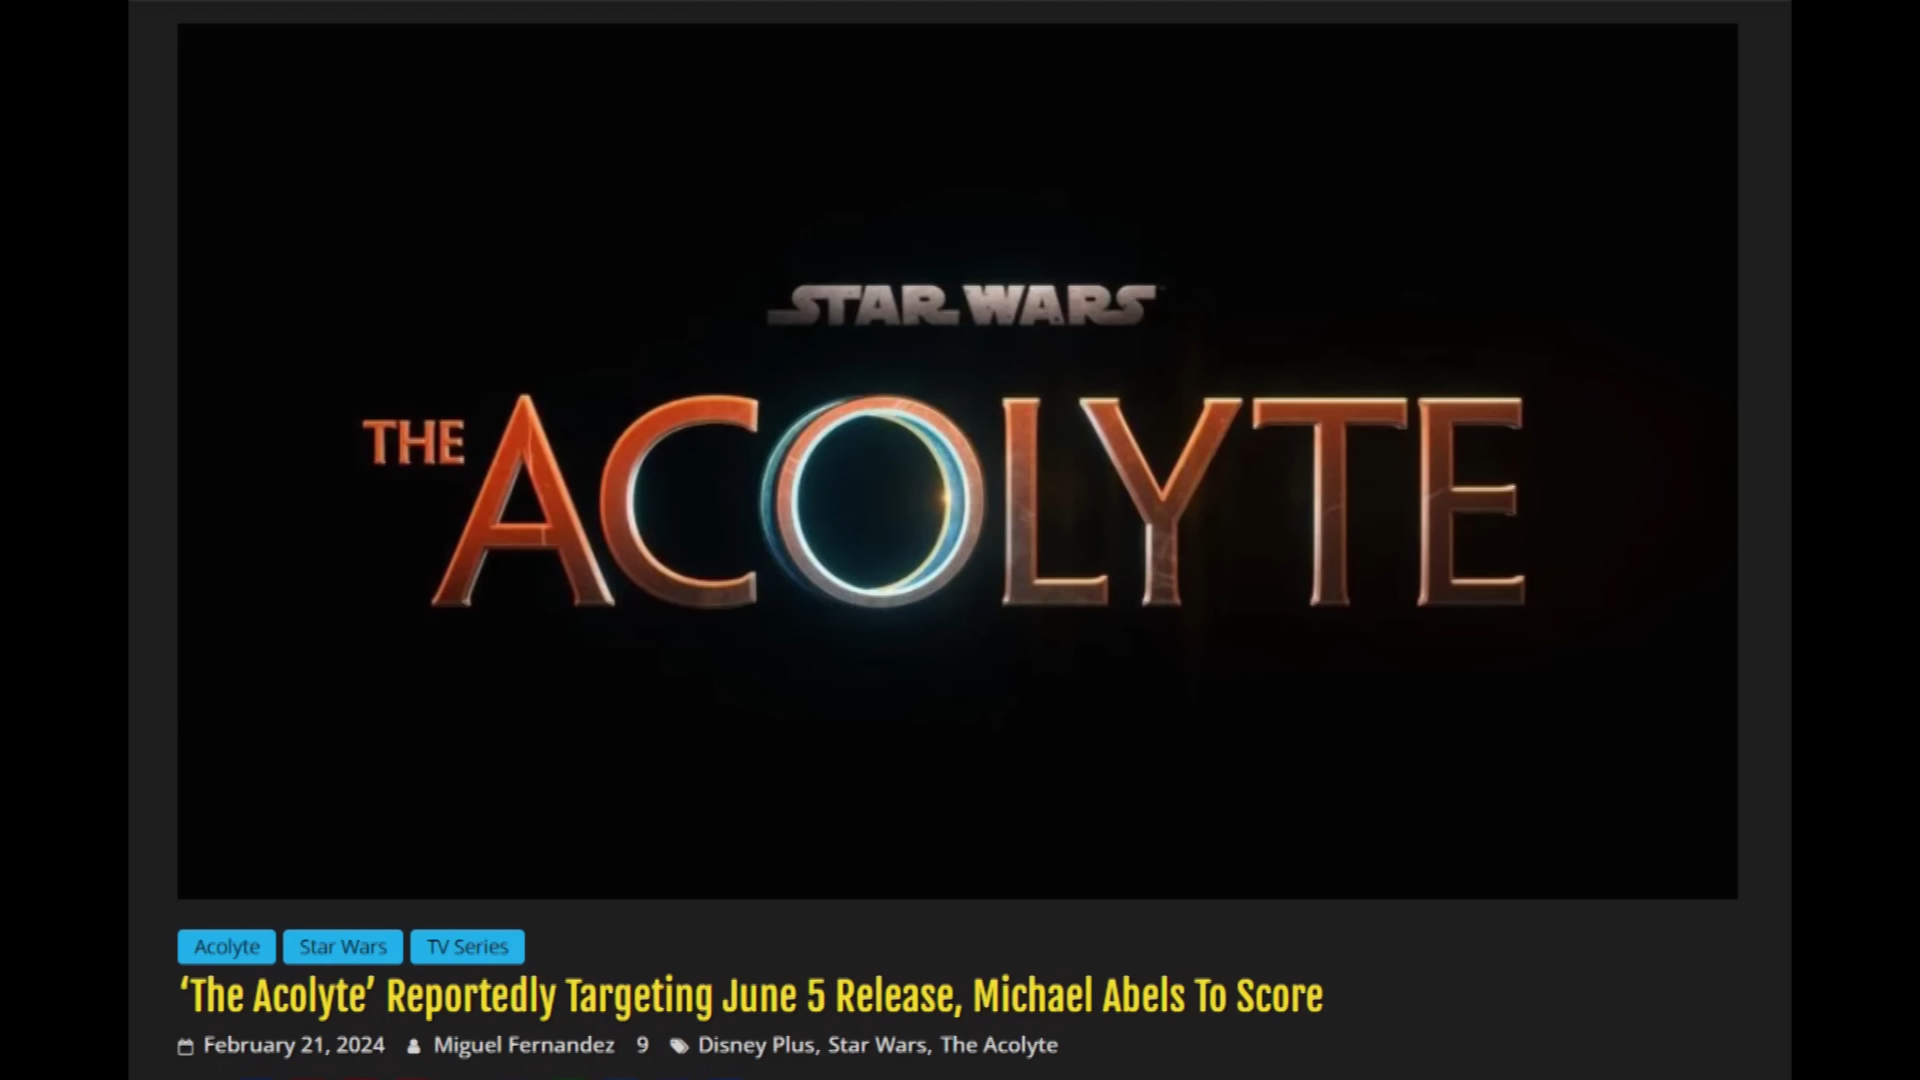 STAR WARS
THE ACOLYTE
Acolyte Star Wars TV Series
‘The Acolyte’ Reportedly Targeting June 5 Release, Michael Abels To Score
February 21, 2024 Miguel Fernandez 9 Disney Plus, Star Wars, The Acolyte